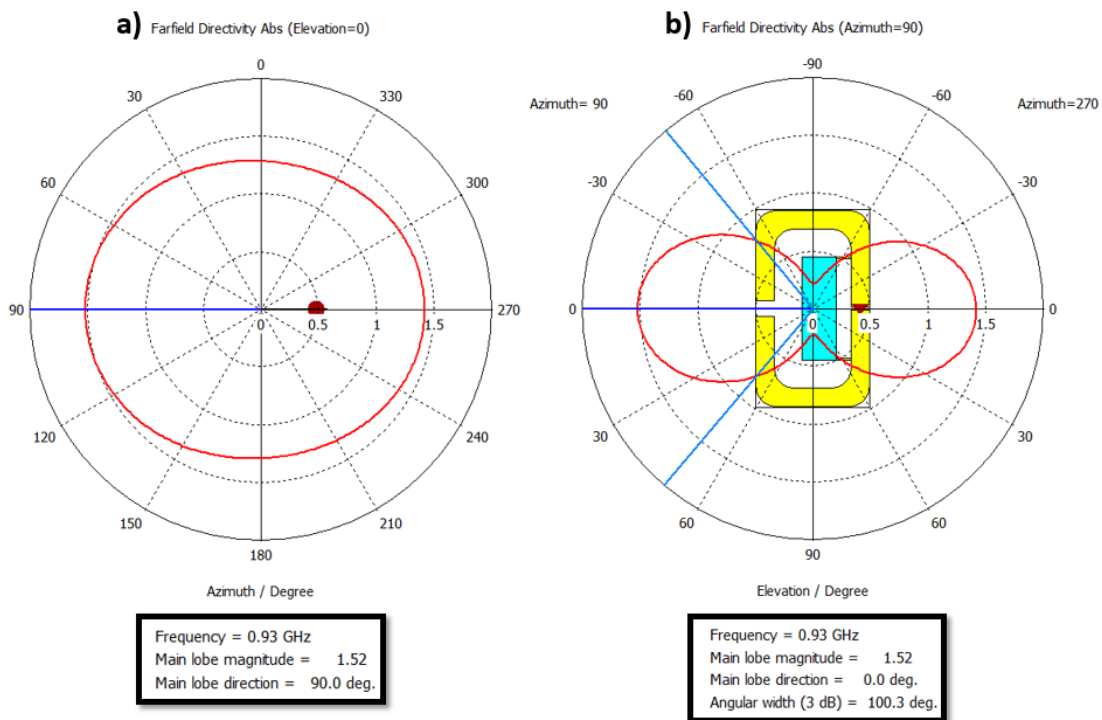 a) Farfield Directivity Abs (Elevation=0)
0
30
330
60
300
90
0
0.5
1
1.5
270
120
240
150
210
180
Azimuth / Degree
Frequency = 0.93 GHz
Main lobe magnitude = 1.52
Main lobe direction = 90.0 deg.
b) Farfield Directivity Abs (Azimuth=90)
-90
Azimuth= 90
-60
-60
Azimuth=270
-30
-30
0
0
0.5
1
1.5
0
30
30
60
60
90
Elevation / Degree
Frequency = 0.93 GHz
Main lobe magnitude = 1.52
Main lobe direction = 0.0 deg.
Angular width (3 dB) = 100.3 deg.